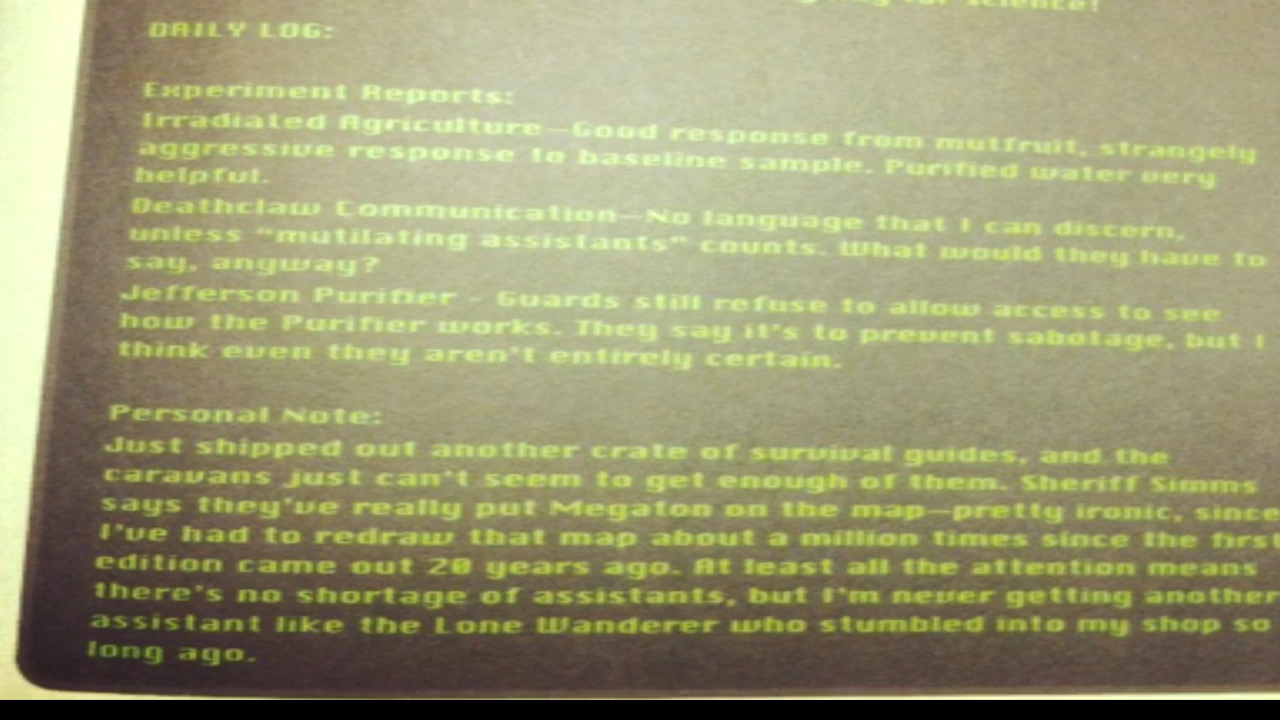 for science!
DAILY LOG:
Experiment Reports:
Irradiated Agriculture—Good response from mutfruit, strangely
aggressive response to baseline sample. Purified water very
helpful.
Deathclaw Communication—No language that I can discern,
unless "mutilating assistants" counts. What would they have to
say, anyway?
Jefferson Purifier - Guards still refuse to allow access to see
how the Purifier works. They say it's to prevent sabotage, but I
think even they aren't entirely certain.
Personal Note:
Just shipped out another crate of survival guides, and the
caravans just can't seem to get enough of them. Sheriff Simms
says they've really put Megaton on the map—pretty ironic, since
I've had to redraw that map about a million times since the first
edition came out 20 years ago. At least all the attention means
there's no shortage of assistants, but I'm never getting another
assistant like the Lone Wanderer who stumbled into my shop so
long ago.